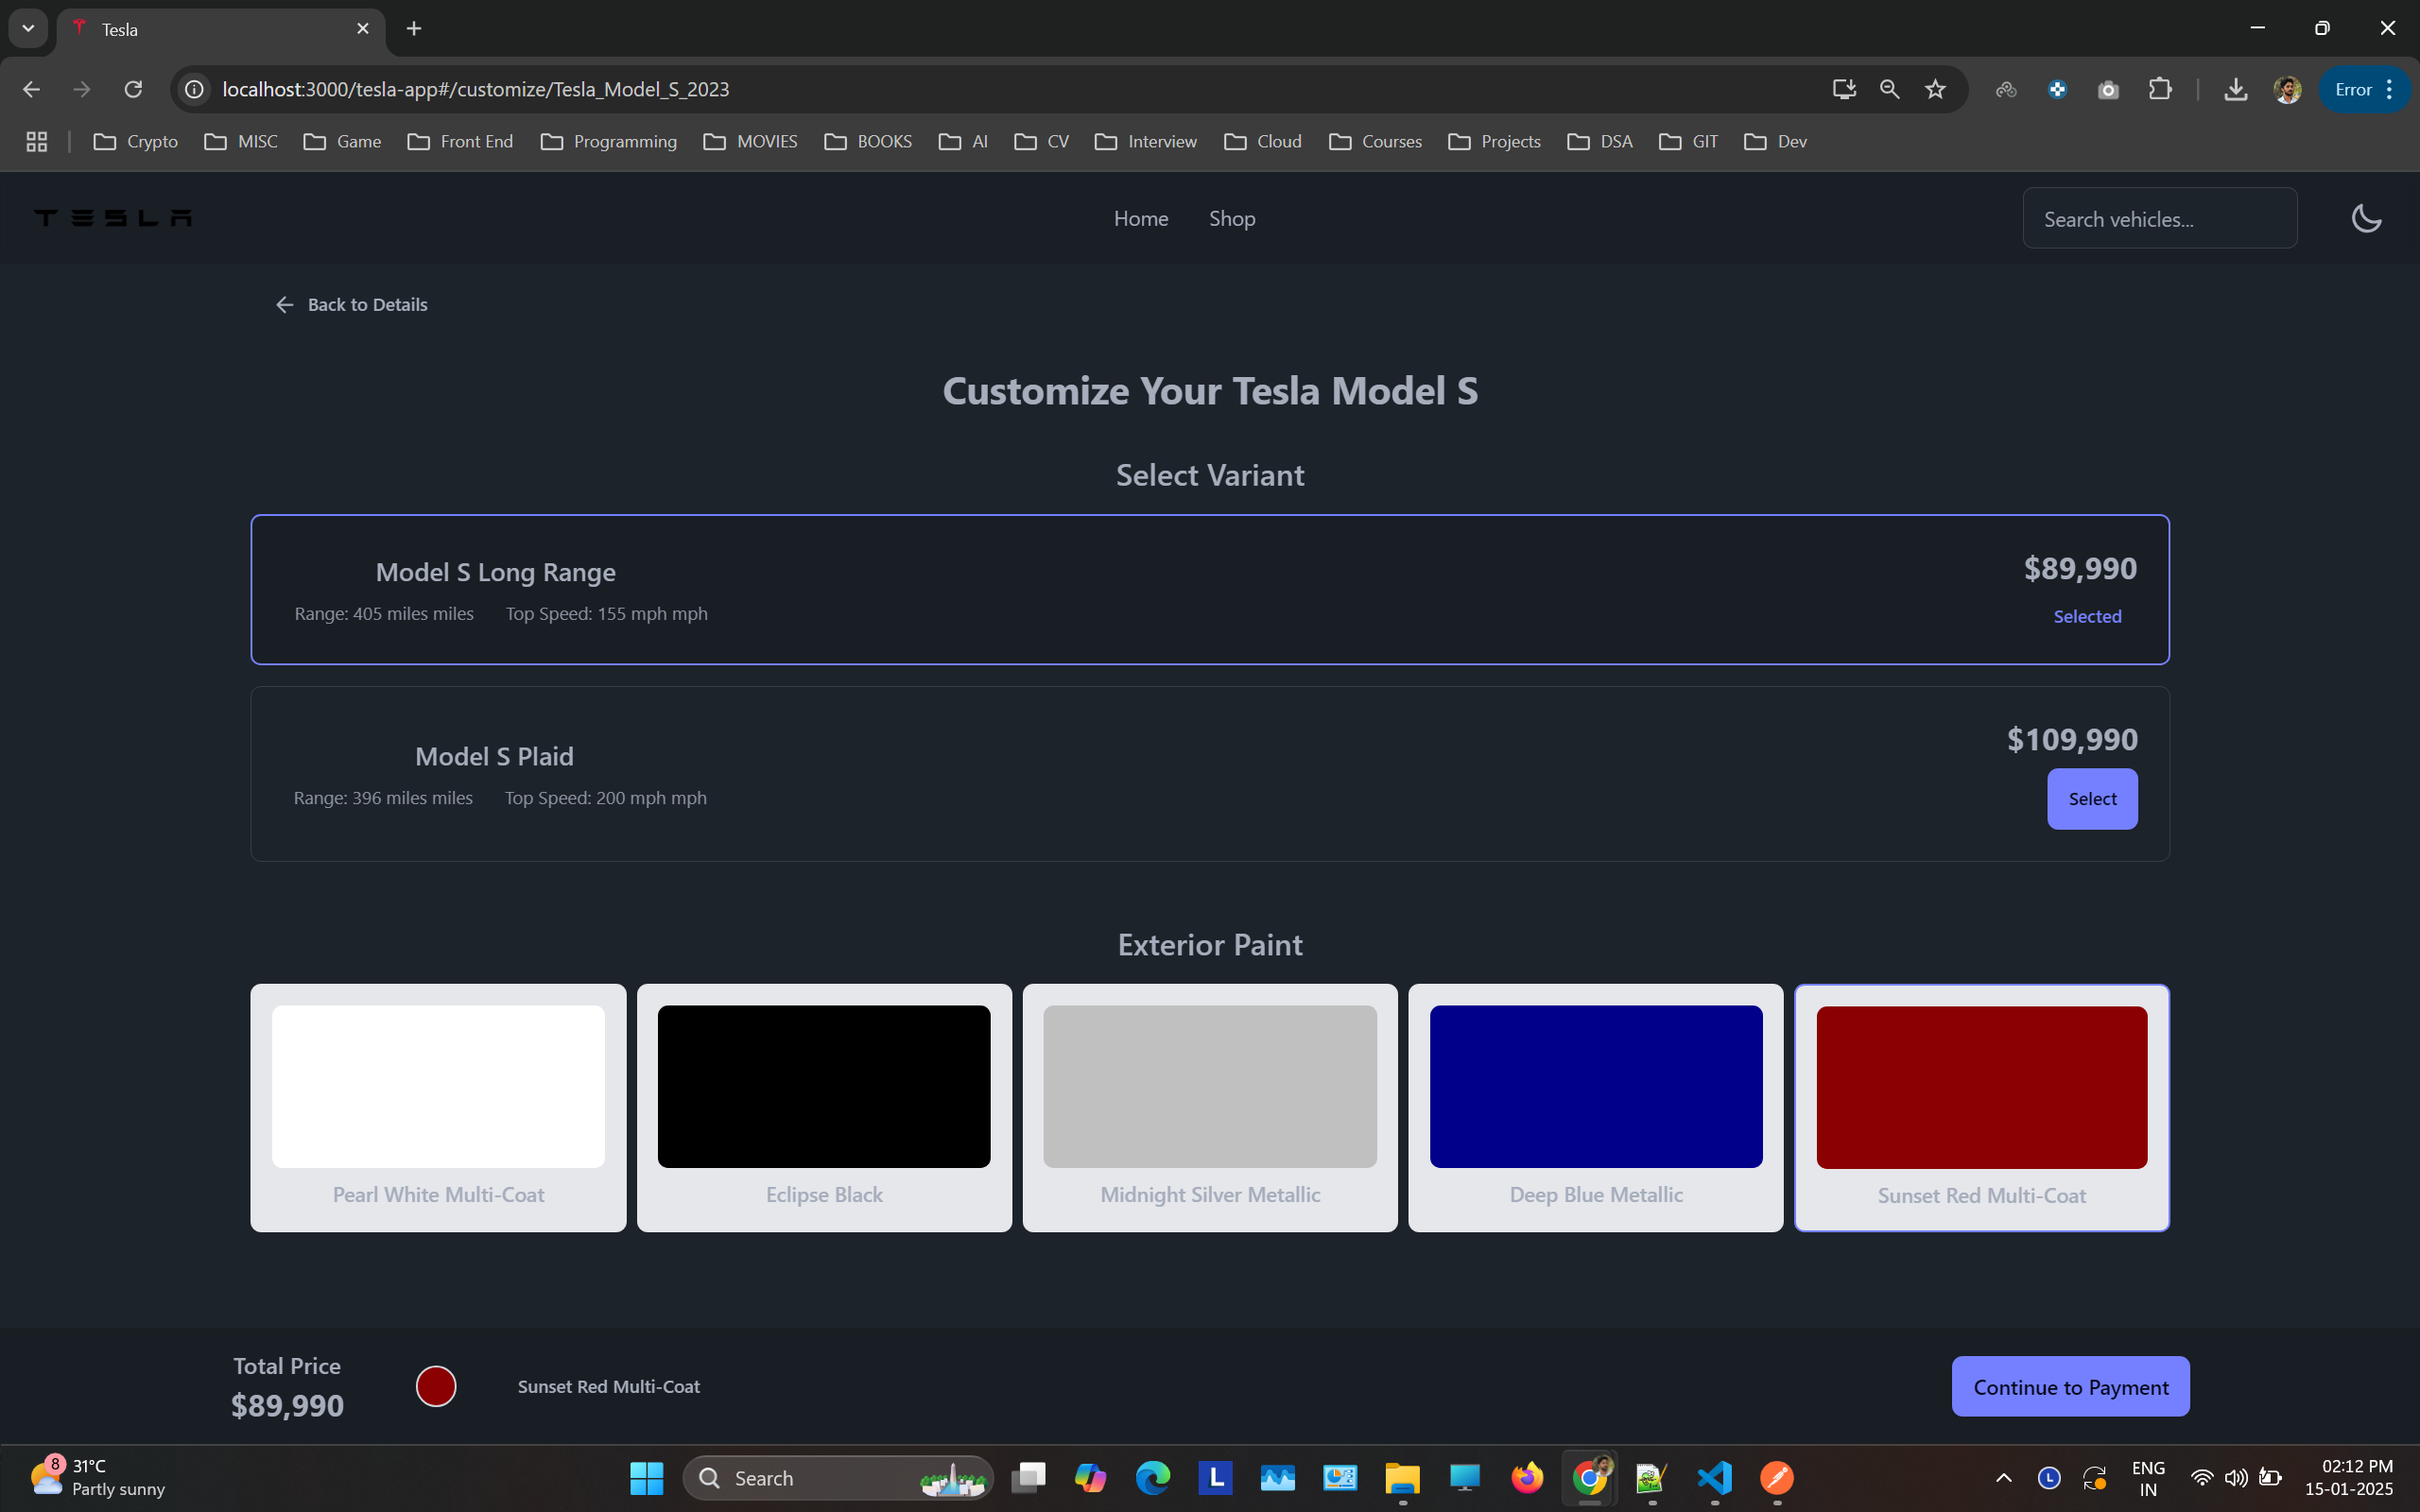 Tesla
localhost:3000/tesla-app#/customize/Tesla_Model_S_2023
Error
Crypto MISC Game Front End Programming MOVIES BOOKS AI CV Interview Cloud Courses Projects DSA GIT Dev
TESLA
Home Shop
Search vehicles...
Back to Details
Customize Your Tesla Model S
Select Variant
Model S Long Range
$89,990
Range: 405 miles miles Top Speed: 155 mph mph
Selected
Model S Plaid
$109,990
Range: 396 miles miles Top Speed: 200 mph mph
Select
Exterior Paint
Pearl White Multi-Coat
Eclipse Black
Midnight Silver Metallic
Deep Blue Metallic
Sunset Red Multi-Coat
Total Price
$89,990
Sunset Red Multi-Coat
Continue to Payment
8
31°C
Partly sunny
Search
L
L
ENG
IN
02:12 PM
15-01-2025